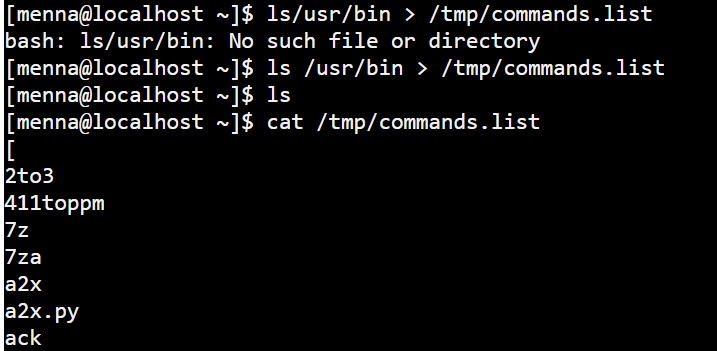 [menna@localhost ~]$ ls/usr/bin > /tmp/commands.list
bash: ls/usr/bin: No such file or directory
[menna@localhost ~]$ ls /usr/bin > /tmp/commands.list
[menna@localhost ~]$ ls
[menna@localhost ~]$ cat /tmp/commands.list
[
2to3
411toppm
7z
7za
a2x
a2x.py
ack